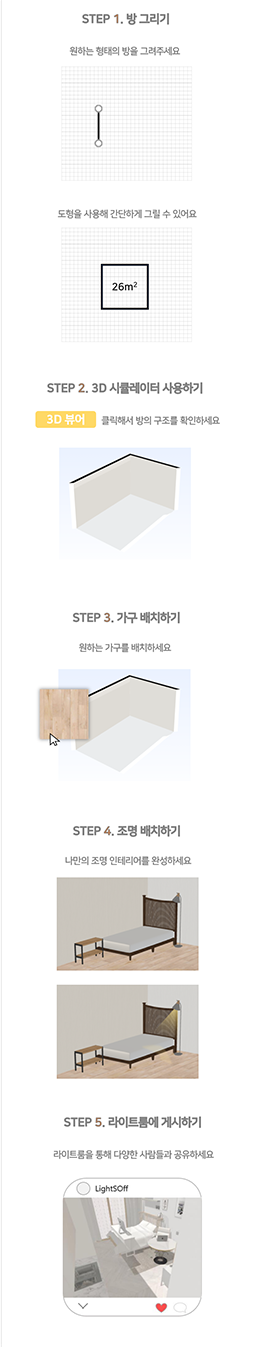 STEP 1. 방 그리기
원하는 형태의 방을 그려주세요
도형을 사용해 간단하게 그릴 수 있어요
26m²
STEP 2. 3D 시뮬레이터 사용하기
3D 뷰어 클릭해서 방의 구조를 확인하세요
STEP 3. 가구 배치하기
원하는 가구를 배치하세요
STEP 4. 조명 배치하기
나만의 조명 인테리어를 완성하세요
STEP 5. 라이트룸에 게시하기
라이트룸을 통해 다양한 사람들과 공유하세요
LightSOff